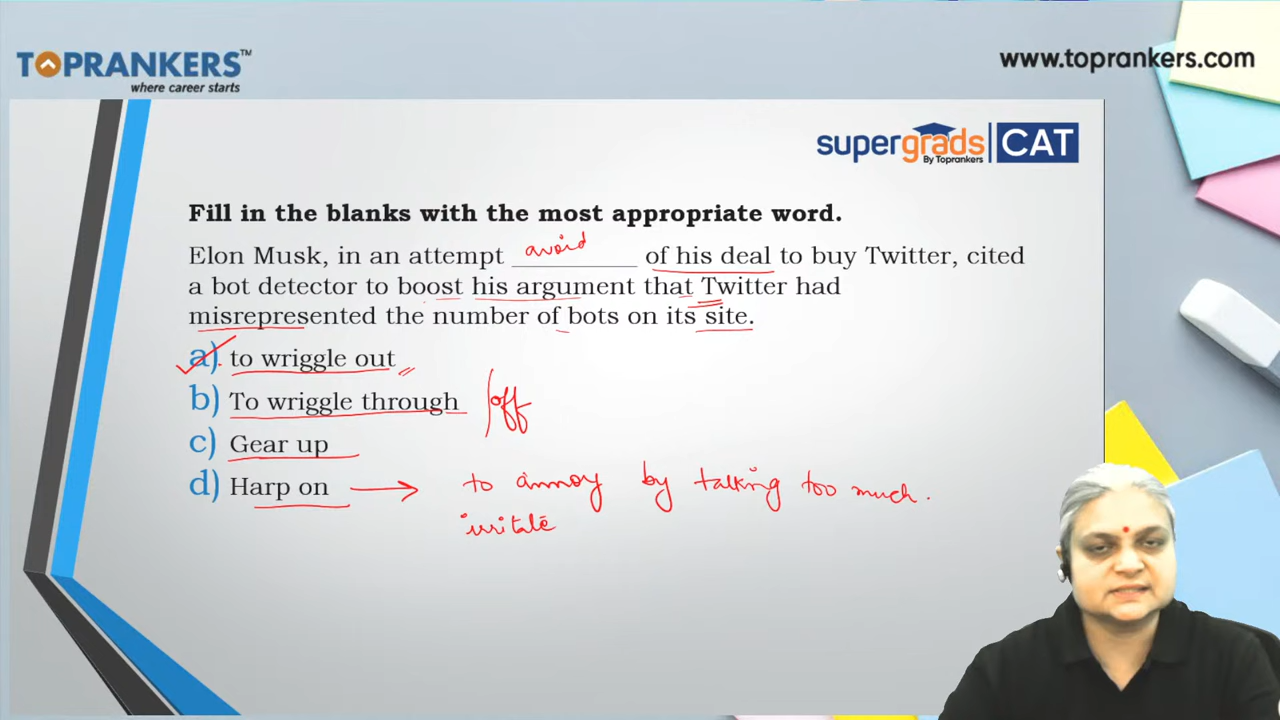 TOPRANKERS™
where career starts
www.toprankers.com
supergrads
By Toprankers
CAT
Fill in the blanks with the most appropriate word.
avoid
Elon Musk, in an attempt __________ of his deal to buy Twitter, cited
a bot detector to boost his argument that Twitter had
misrepresented the number of bots on its site.
a) to wriggle out
b) To wriggle through
off
c) Gear up
d) Harp on
to annoy by talking too much.
irritate